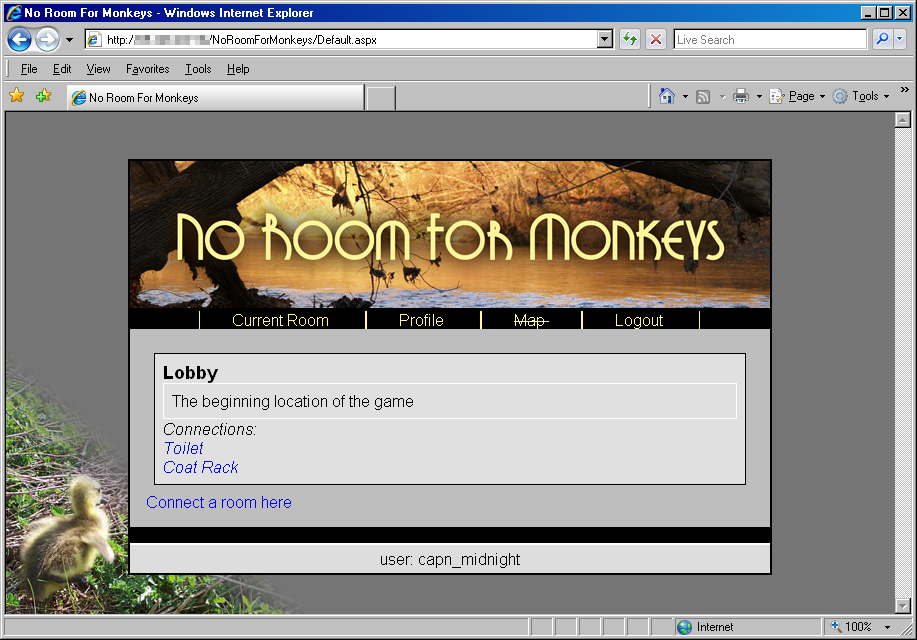 No Room For Monkeys - Windows Internet Explorer
http:// /NoRoomForMonkeys/Default.aspx
Live Search
File Edit View Favorites Tools Help
No Room For Monkeys
Page Tools »
No Room For Monkeys
Current Room Profile Map Logout
Lobby
The beginning location of the game
Connections:
Toilet
Coat Rack
Connect a room here
user: capn_midnight
Internet 100%